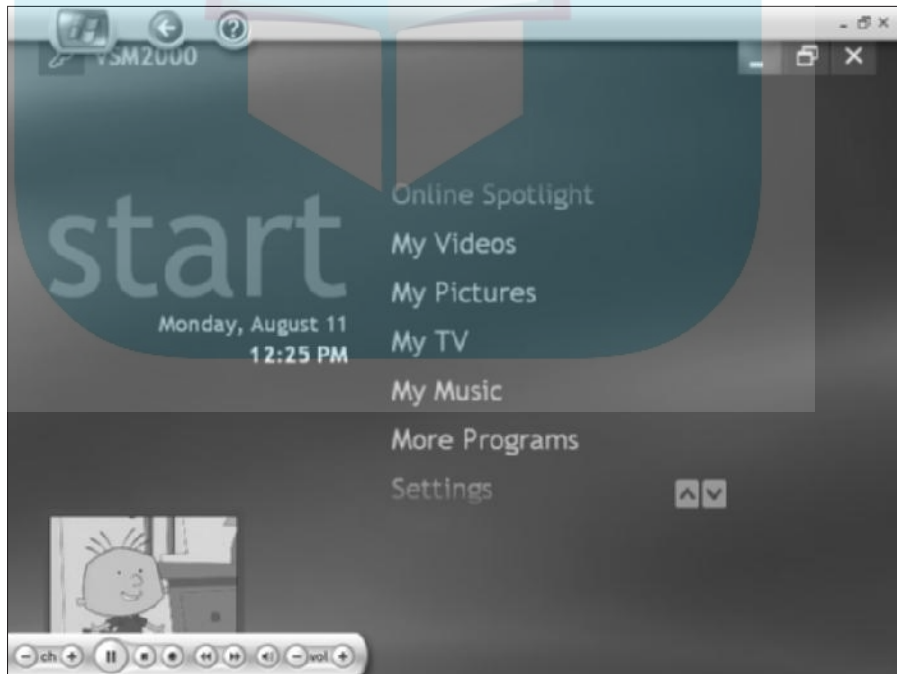 VSM2000
Online Spotlight
start
My Videos
My Pictures
Monday, August 11
12:25 PM
My TV
My Music
More Programs
Settings
ch
vol